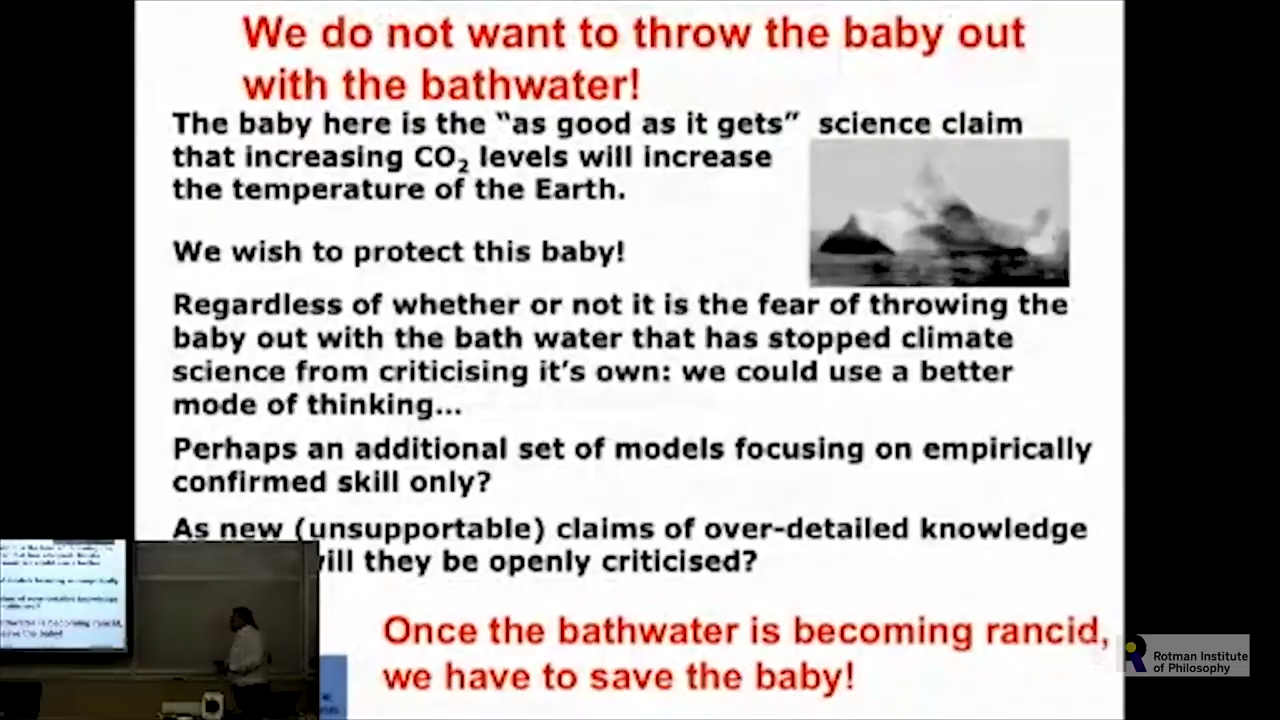 We do not want to throw the baby out
with the bathwater!
The baby here is the “as good as it gets” science claim
that increasing CO₂ levels will increase
the temperature of the Earth.
We wish to protect this baby!
Regardless of whether or not it is the fear of throwing the
baby out with the bath water that has stopped climate
science from criticising it’s own: we could use a better
mode of thinking...
Perhaps an additional set of models focusing on empirically
confirmed skill only?
As new (unsupportable) claims of over-detailed knowledge
will they be openly criticised?
Once the bathwater is becoming rancid,
we have to save the baby!
Rotman Institute
of Philosophy